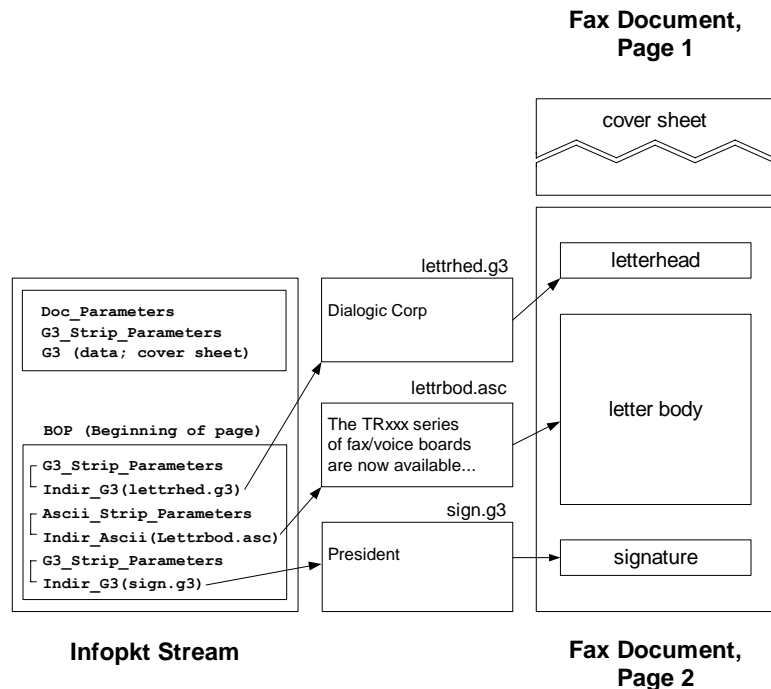 Fax Document,
Page 1
cover sheet
Doc_Parameters
G3_Strip_Parameters
G3 (data; cover sheet)
BOP (Beginning of page)
G3_Strip_Parameters
Indir_G3(lettrhed.g3)
Ascii_Strip_Parameters
Indir_Ascii(Lettrbod.asc)
G3_Strip_Parameters
Indir_G3(sign.g3)
Infopkt Stream
lettrhed.g3
Dialogic Corp
lettrbod.asc
The TRxxx series
of fax/voice boards
are now available...
sign.g3
President
letterhead
letter body
signature
Fax Document,
Page 2